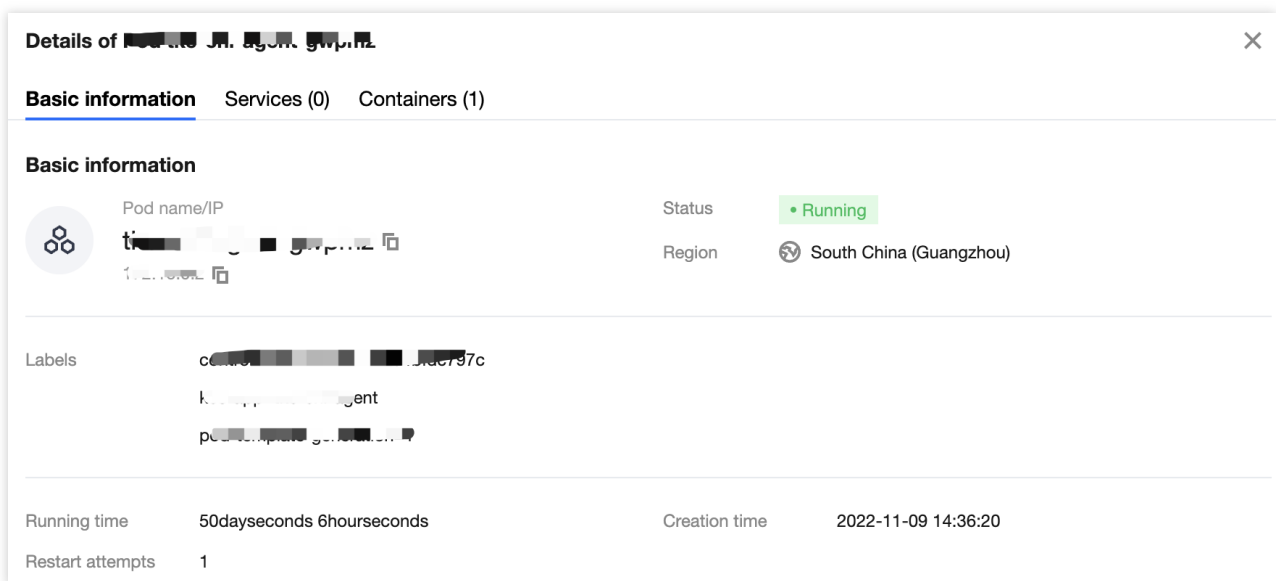 Details of
Basic information Services (0) Containers (1)
Basic information
Pod name/IP
Status • Running
Region South China (Guangzhou)
Labels
Running time 50dayseconds 6hourseconds Creation time 2022-11-09 14:36:20
Restart attempts 1